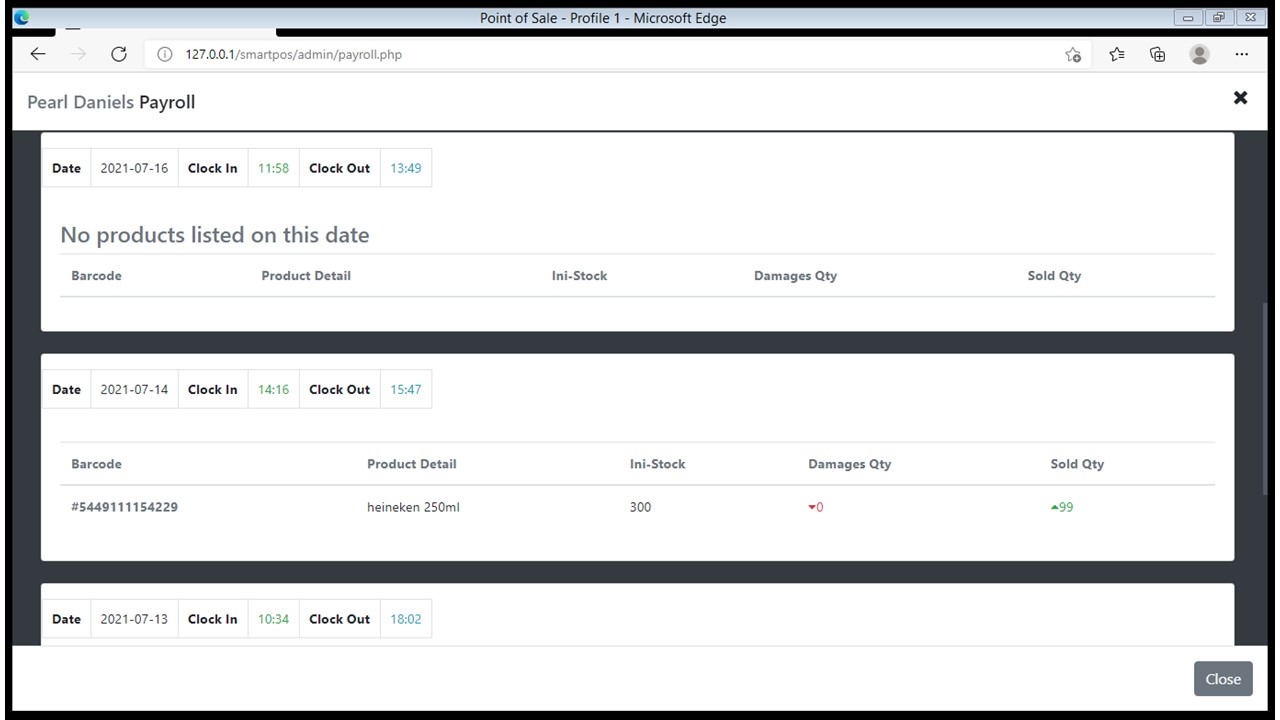 Point of Sale - Profile 1 - Microsoft Edge
127.0.0.1/smartpos/admin/payroll.php
Pearl Daniels Payroll
Date 2021-07-16 Clock In 11:58 Clock Out 13:49
No products listed on this date
Barcode Product Detail Ini-Stock Damages Qty Sold Qty
Date 2021-07-14 Clock In 14:16 Clock Out 15:47
Barcode Product Detail Ini-Stock Damages Qty Sold Qty
#5449111154229 heineken 250ml 300 0 99
Date 2021-07-13 Clock In 10:34 Clock Out 18:02
Close